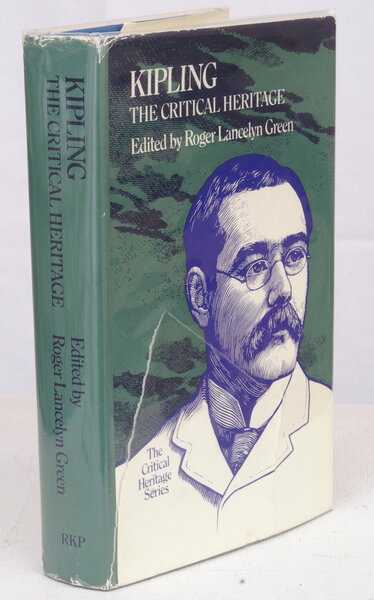 KIPLING
THE CRITICAL HERITAGE
Edited by Roger Lancelyn Green
The
Critical
Heritage
Series
KIPLING
THE CRITICAL HERITAGE
Edited by
Roger Lancelyn Green
RKP